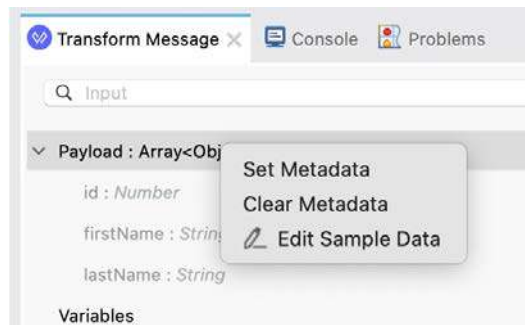 Transform Message Console Problems
Input
Payload : Array<Obj
Set Metadata
id : Number
Clear Metadata
firstName : String
Edit Sample Data
lastName : String
Variables